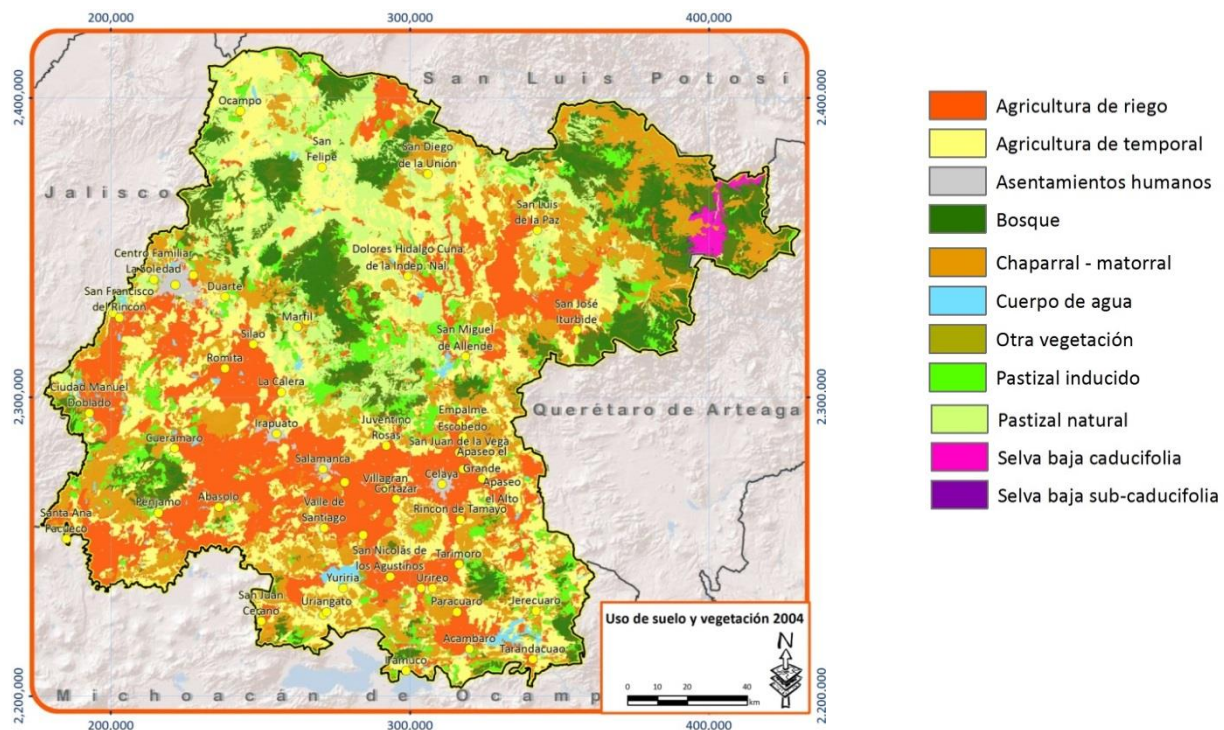 200,000 300,000 400,000
San Luis Potosí
2,400,000
2,400,000
Ocampo
San
Felipe
San Diego
de la Unión
Jalisco
San Luis
de la Paz
Centro Familiar
La Soledad
Dolores Hidalgo Cuna
de la Indep. Nal.
San Francisco
del Rincón
Duarte
Marfil
San José
Iturbide
Silao
San Miguel
de Allende
Romita
La Calera
Ciudad Manuel
Doblado
2,300,000
2,300,000
Querétaro de Arteaga
Empalme
Escobedo
Juventino
Rosas
Irapuato
San Juan de la Vega
Cueramaro
Apaseo el
Grande
Salamanca
Villagran
Celaya
Cortazar
Apaseo
el Alto
Penjamo
Abasolo
Valle de
Santiago
Rincon de Tamayo
Santa Ana
Pacueco
San Nicolás de
los Agustinos
Tarimoro
Yuriria
Urireo
San Juan
Uriangato
Paracuaro
Jerecuaro
Acambaro
Tarandacuao
Irámuco
Michoacán de Ocamp
2,200,000
2,200,000
200,000 300,000 400,000
Uso de suelo y vegetación 2004
N
0 10 20 40
km
Agricultura de riego
Agricultura de temporal
Asentamientos humanos
Bosque
Chaparral - matorral
Cuerpo de agua
Otra vegetación
Pastizal inducido
Pastizal natural
Selva baja caducifolia
Selva baja sub-caducifolia